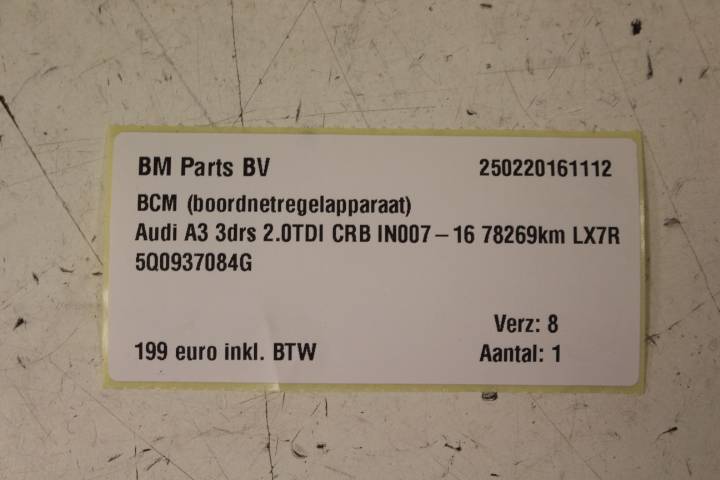 BM Parts BV 250220161112
BCM (boordnetregelapparaat)
Audi A3 3drs 2.0TDI CRB IN007 – 16 78269km LX7R
5Q0937084G
Verz: 8
199 euro inkl. BTW Aantal: 1